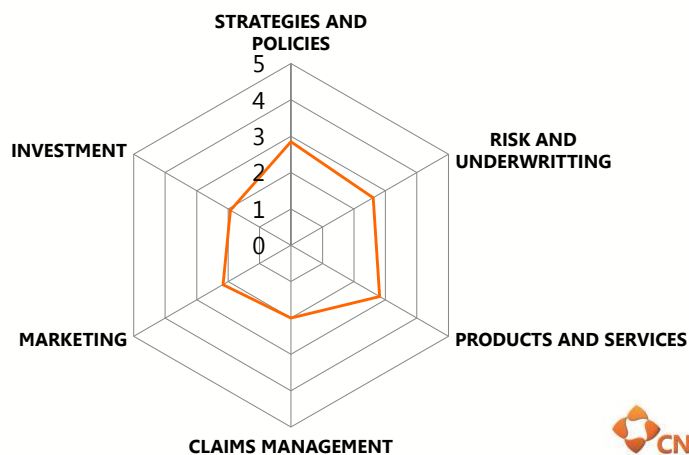 STRATEGIES AND
POLICIES
5
4
3
2
1
0
RISK AND
UNDERWRITTING
INVESTMENT
MARKETING
PRODUCTS AND SERVICES
CLAIMS MANAGEMENT
CN